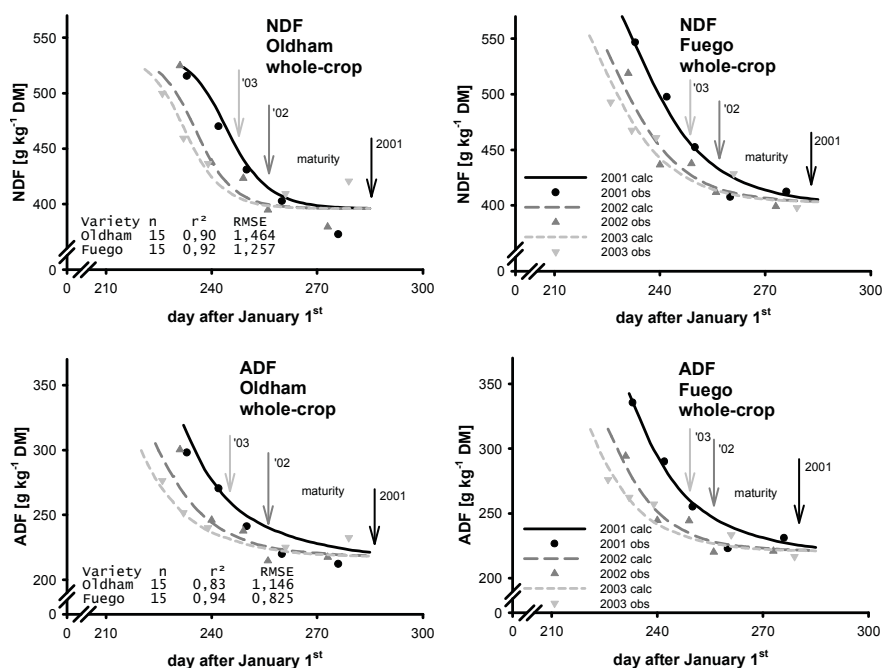 NDF
Oldham
whole-crop
NDF [g kg-1 DM]
550
500
450
400
0
'03
'02
2001
maturity
Variety n r² RMSE
Oldham 15 0,90 1,464
Fuego 15 0,92 1,257
0 210 240 270 300
day after January 1st
NDF
Fuego
whole-crop
NDF [g kg-1 DM]
550
500
450
400
0
'03
'02
2001
maturity
2001 calc
2001 obs
2002 calc
2002 obs
2003 calc
2003 obs
0 210 240 270 300
day after January 1st
ADF
Oldham
whole-crop
ADF [g kg-1 DM]
350
300
250
200
0
'03
'02
2001
maturity
Variety n r² RMSE
Oldham 15 0,83 1,146
Fuego 15 0,94 0,825
0 210 240 270 300
day after January 1st
ADF
Fuego
whole-crop
ADF [g kg-1 DM]
350
300
250
200
0
'03
'02
2001
maturity
2001 calc
2001 obs
2002 calc
2002 obs
2003 calc
2003 obs
0 210 240 270 300
day after January 1st